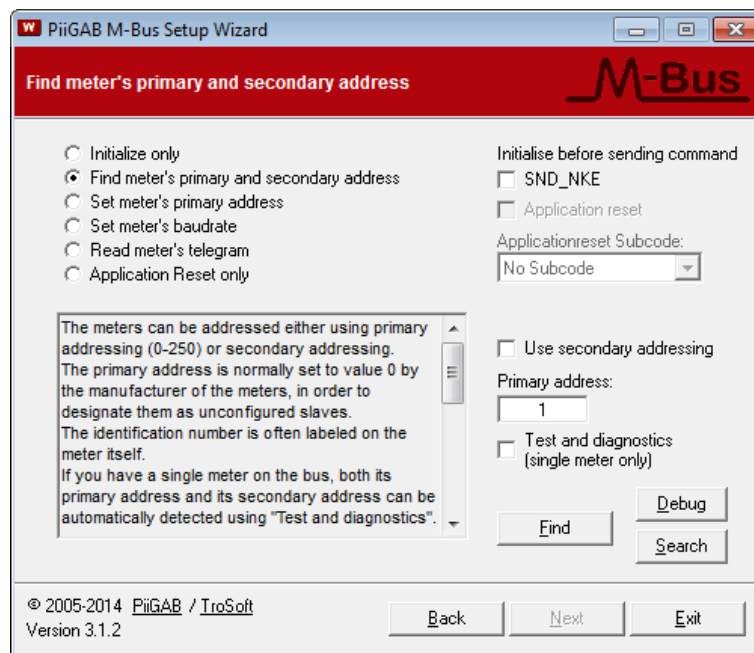 W PiiGAB M-Bus Setup Wizard
Find meter's primary and secondary address
M-Bus
Initialize only
Find meter's primary and secondary address
Set meter's primary address
Set meter's baudrate
Read meter's telegram
Application Reset only
Initialise before sending command
SND_NKE
Application reset
Applicationreset Subcode:
No Subcode
The meters can be addressed either using primary
addressing (0-250) or secondary addressing.
The primary address is normally set to value 0 by
the manufacturer of the meters, in order to
designate them as unconfigured slaves.
The identification number is often labeled on the
meter itself.
If you have a single meter on the bus, both its
primary address and its secondary address can be
automatically detected using "Test and diagnostics".
Use secondary addressing
Primary address:
1
Test and diagnostics
(single meter only)
Find
Debug
Search
© 2005-2014 PiiGAB / TroSoft
Version 3.1.2
Back
Next
Exit